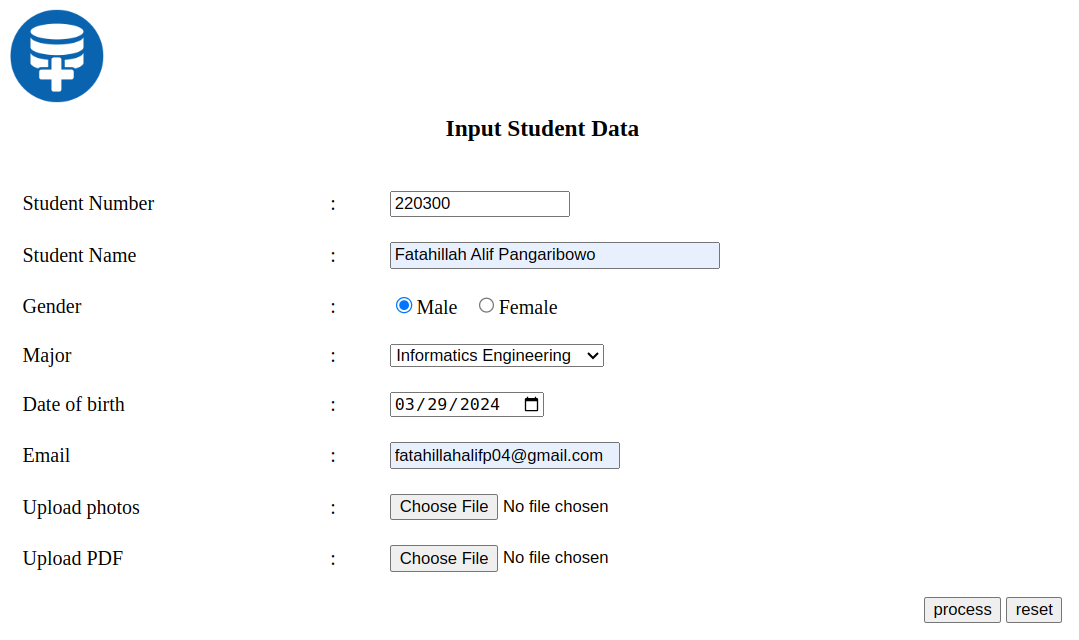 Input Student Data
Student Number : 220300
Student Name : Fatahillah Alif Pangaribowo
Gender : Male Female
Major : Informatics Engineering
Date of birth : 03/29/2024
Email : fatahillahalifp04@gmail.com
Upload photos : Choose File No file chosen
Upload PDF : Choose File No file chosen
process reset